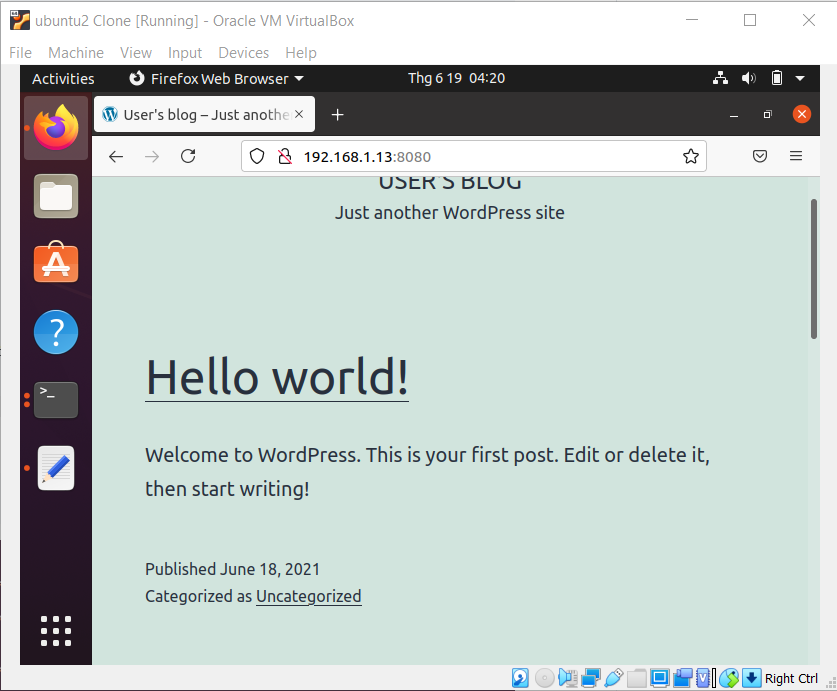 ubuntu2 Clone [Running] - Oracle VM VirtualBox
File Machine View Input Devices Help
Activities Firefox Web Browser Thg 6 19 04:20
User's blog – Just anothe
192.168.1.13:8080
USER'S BLOG
Just another WordPress site
Hello world!
Welcome to WordPress. This is your first post. Edit or delete it,
then start writing!
Published June 18, 2021
Categorized as Uncategorized
Right Ctrl